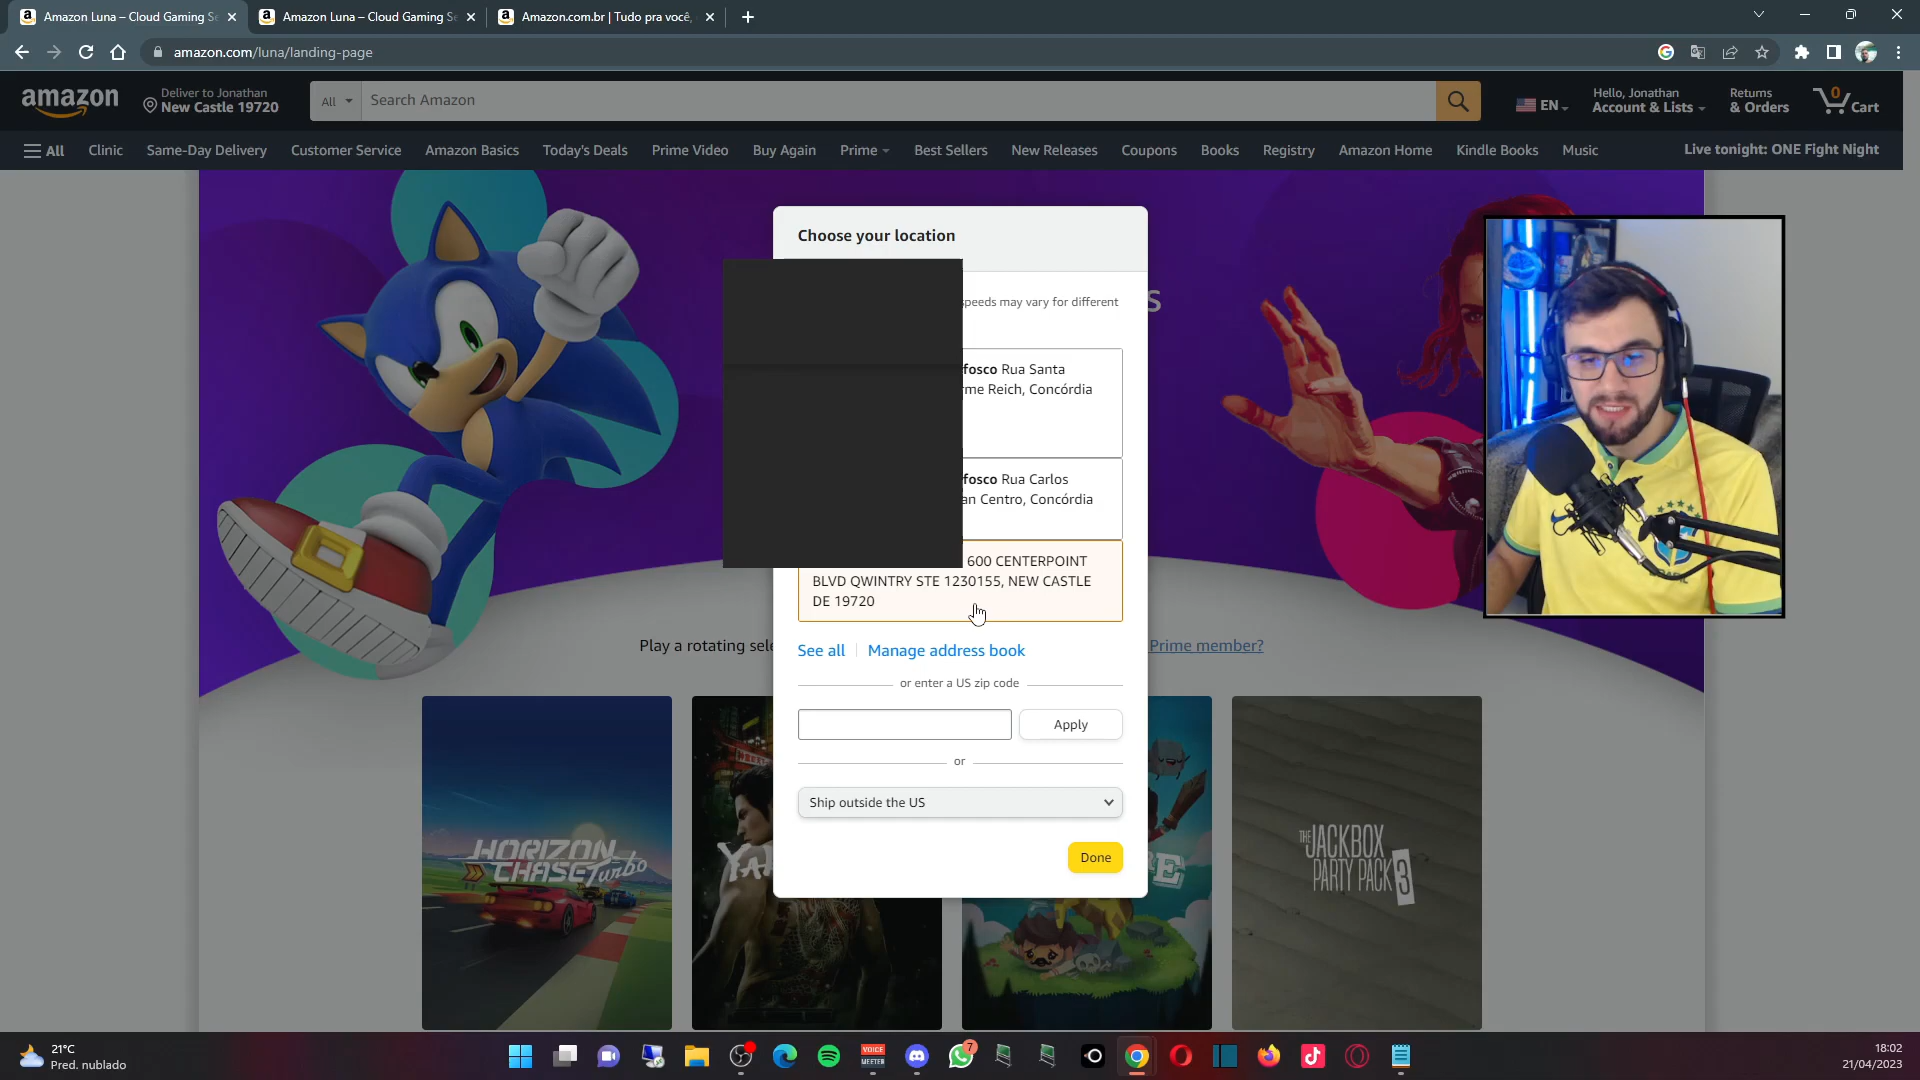 Amazon Luna – Cloud Gaming Se
Amazon Luna – Cloud Gaming Se
Amazon.com.br | Tudo pra você,
amazon.com/luna/landing-page
amazon
Deliver to Jonathan
New Castle 19720
All
Search Amazon
EN
Hello, Jonathan
Account & Lists
Returns
& Orders
0
Cart
All
Clinic
Same-Day Delivery
Customer Service
Amazon Basics
Today's Deals
Prime Video
Buy Again
Prime
Best Sellers
New Releases
Coupons
Books
Registry
Amazon Home
Kindle Books
Music
Live tonight: ONE Fight Night
Choose your location
speeds may vary for different
S
fosco Rua Santa
rme Reich, Concórdia
fosco Rua Carlos
an Centro, Concórdia
600 CENTERPOINT
BLVD QWINTRY STE 1230155, NEW CASTLE
DE 19720
Play a rotating sele
Prime member?
See all
Manage address book
or enter a US zip code
Apply
or
Ship outside the US
Done
HORIZON
CHASE Turbo
YA
RE
THE
JACKBOX
PARTY PACK 3
BRASIL
21°C
Pred. nublado
VOICE
MEETER
7
18:02
21/04/2023